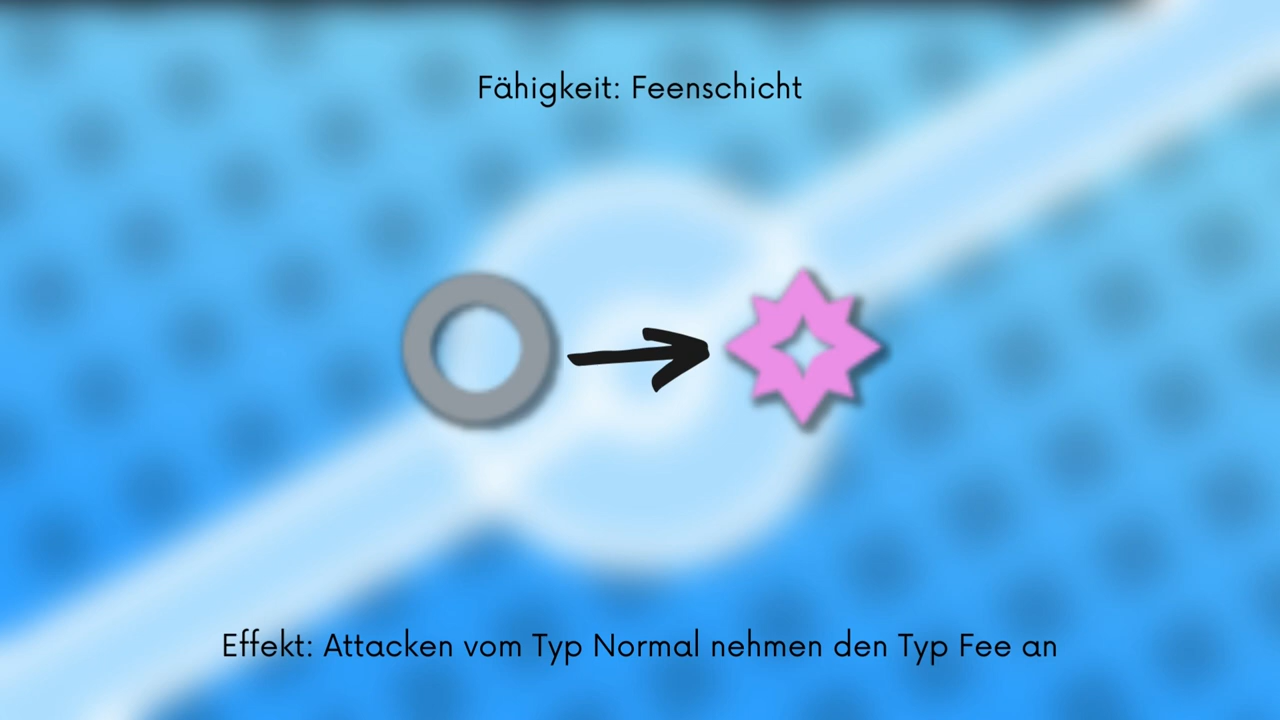 Fähigkeit: Feenschicht
Effekt: Attacken vom Typ Normal nehmen den Typ Fee an